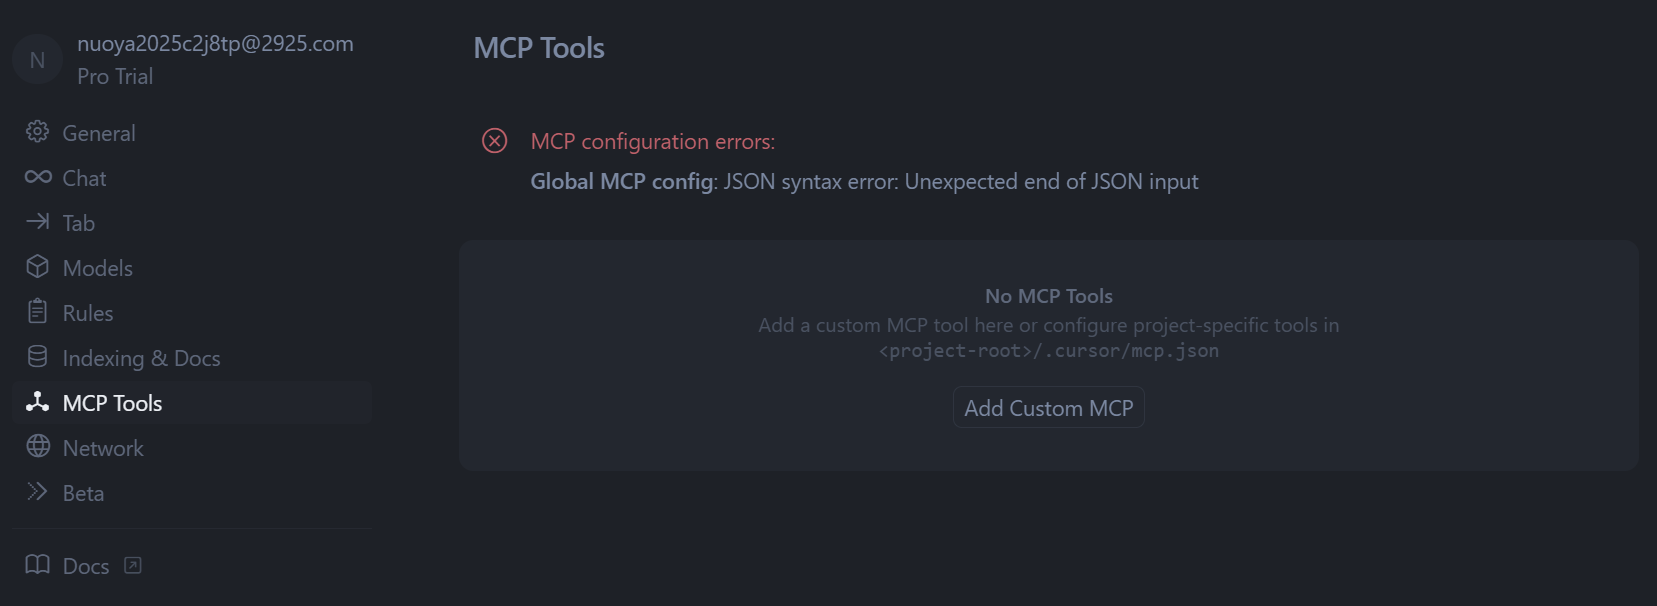 N
nuoya2025c2j8tp@2925.com
Pro Trial
General
Chat
Tab
Models
Rules
Indexing & Docs
MCP Tools
Network
Beta
Docs
MCP Tools
MCP configuration errors:
Global MCP config: JSON syntax error: Unexpected end of JSON input
No MCP Tools
Add a custom MCP tool here or configure project-specific tools in
<project-root>/.cursor/mcp.json
Add Custom MCP